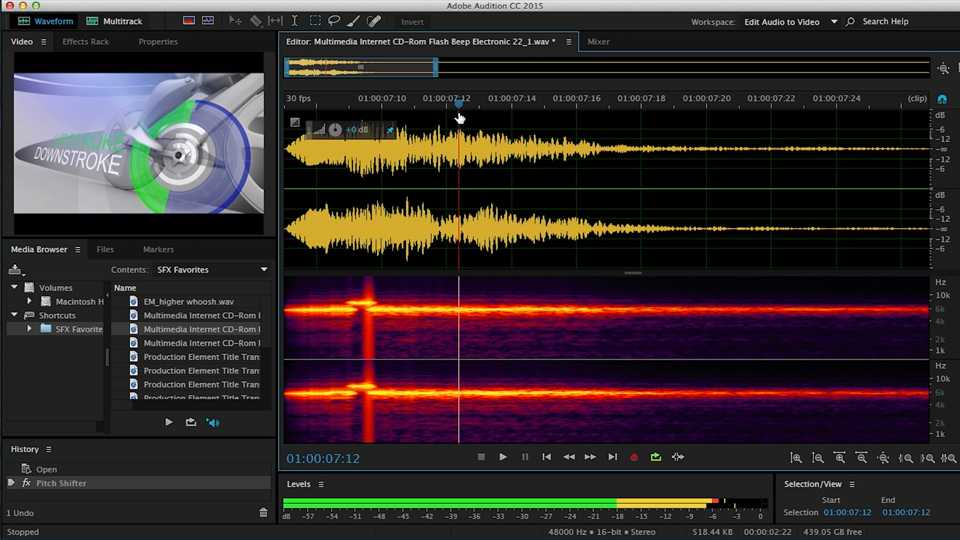 Adobe Audition CC 2015
Waveform Multitrack Insert Workspace: Edit Audio to Video Search Help
Video Effects Rack Properties
Editor: Multimedia Internet CD-Rom Flash Beep Electronic 22_1.wav * Mixer
30 fps 01:00:07:10 01:00:07:12 01:00:07:14 01:00:07:16 01:00:07:18 01:00:07:20 01:00:07:22 01:00:07:24 (clip)
+0 dB
dB
-6
-12
-∞
-12
-6
dB
-6
-12
-∞
-12
-6
DOWNSTROKE
Media Browser Files Markers
Contents: SFX Favorites
Volumes
Macintosh H
Shortcuts
SFX Favorite
Name
EM_higher whoosh.wav
Multimedia Internet CD-Rom
Multimedia Internet CD-Rom
Multimedia Internet CD-Rom
Production Element Title Tran
Production Element Title Tran
Production Element Title Tran
Production Element Title Tran
Hz
10k
6k
4k
2k
1k
Hz
10k
6k
4k
2k
1k
History
Open
fx Pitch Shifter
1 Undo
01:00:07:12
Levels
dB -57 -54 -51 -48 -45 -42 -39 -36 -33 -30 -27 -24 -21 -18 -15 -12 -9 -6 -3 0
Selection/View
Start End
Selection 01:00:07:12 01:00:07:12
Stopped 48000 Hz • 16-bit • Stereo 518.44 KB 00:00:02:22 439.05 GB free